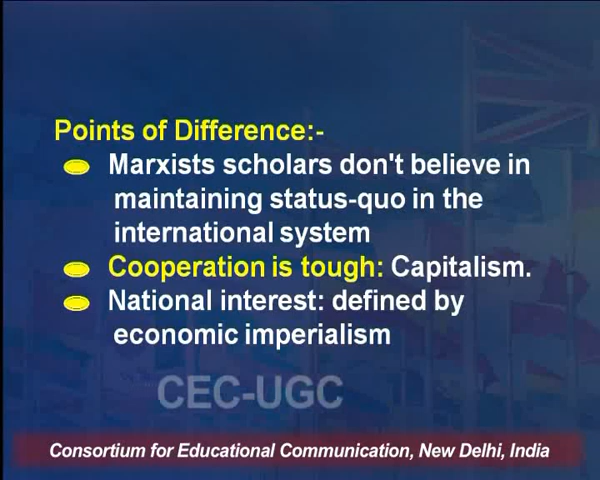 Points of Difference:-
Marxists scholars don't believe in
maintaining status-quo in the
international system
Cooperation is tough: Capitalism.
National interest: defined by
economic imperialism
CEC-UGC
Consortium for Educational Communication, New Delhi, India